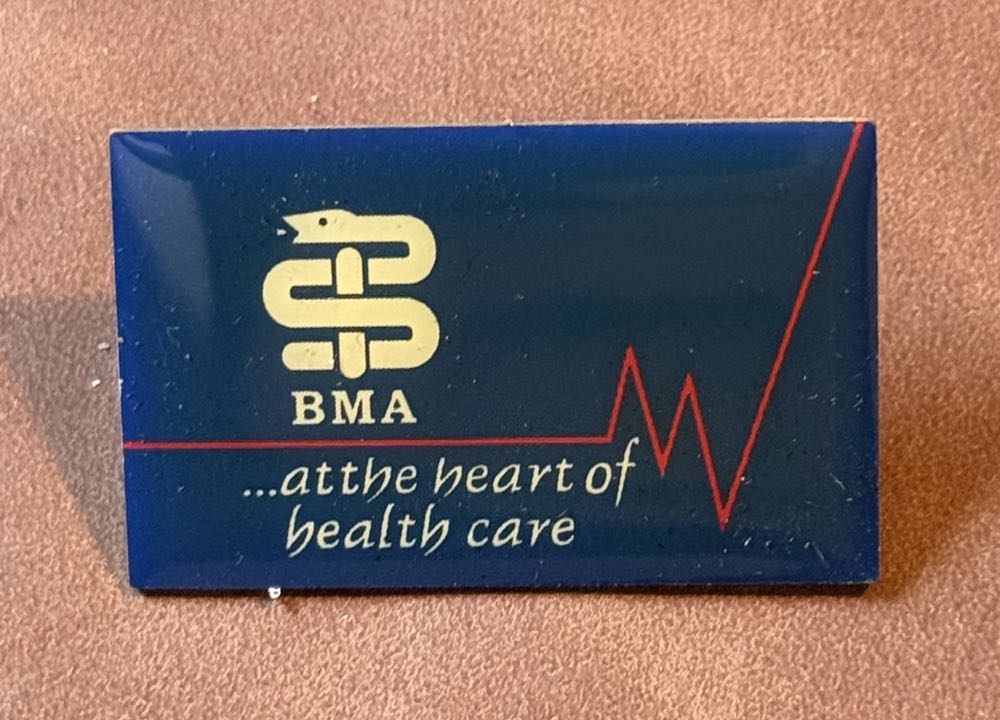 BMA
...at the heart of
health care